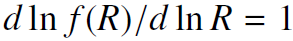 d ln f(R)/d ln R = 1